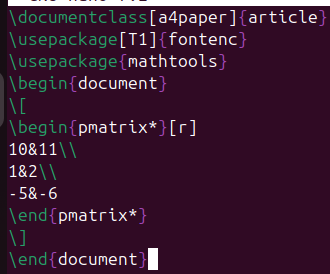 \documentclass[a4paper]{article}
\usepackage[T1]{fontenc}
\usepackage{mathtools}
\begin{document}
\[
\begin{pmatrix*}[r]
10&11\\
1&2\\
-5&-6
\end{pmatrix*}
\]
\end{document}